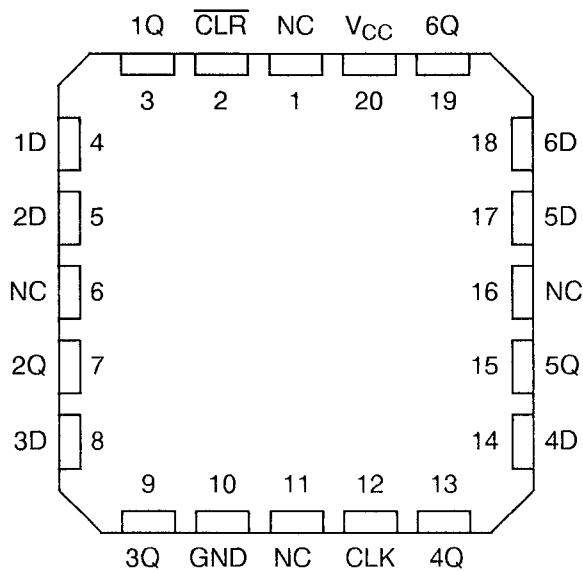 1Q C̅L̅R̅ NC VCC 6Q
3 2 1 20 19
1D 4 18 6D
2D 5 17 5D
NC 6 16 NC
2Q 7 15 5Q
3D 8 14 4D
9 10 11 12 13
3Q GND NC CLK 4Q